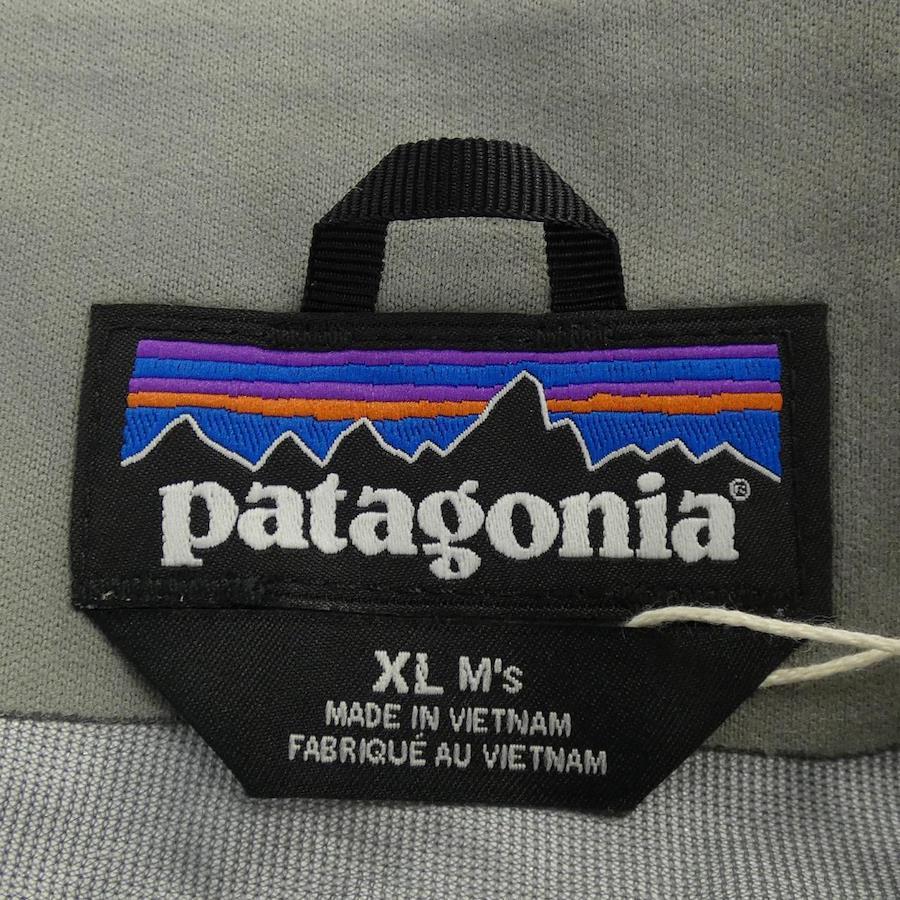 patagonia®
XL M's
MADE IN VIETNAM
FABRIQUÉ AU VIETNAM